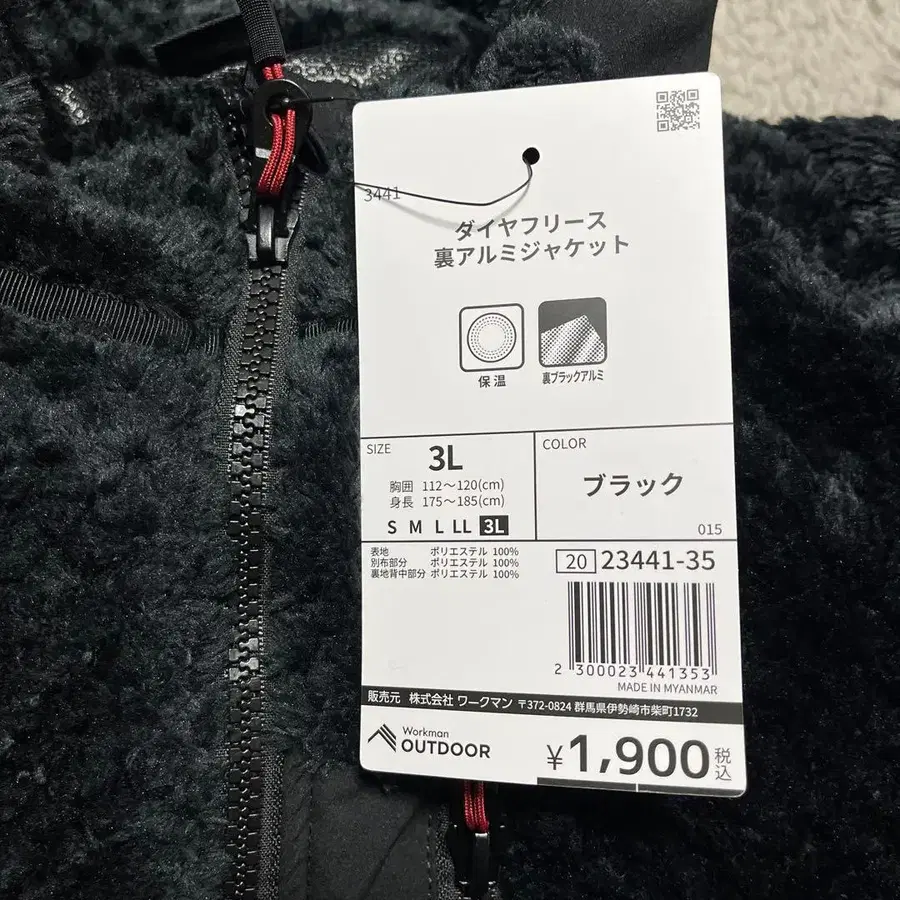 3441
ダイヤフリース
裏アルミジャケット
保温
裏ブラックアルミ
SIZE
3L
胸囲 112～120(cm)
身長 175～185(cm)
S M L LL 3L
COLOR
ブラック
015
表地 ポリエステル 100%
別布部分 ポリエステル 100%
裏地背中部分 ポリエステル 100%
20 23441-35
2 300023 441353
MADE IN MYANMAR
販売元 株式会社 ワークマン 〒372-0824 群馬県伊勢崎市柴町1732
Workman
OUTDOOR
¥1,900税込